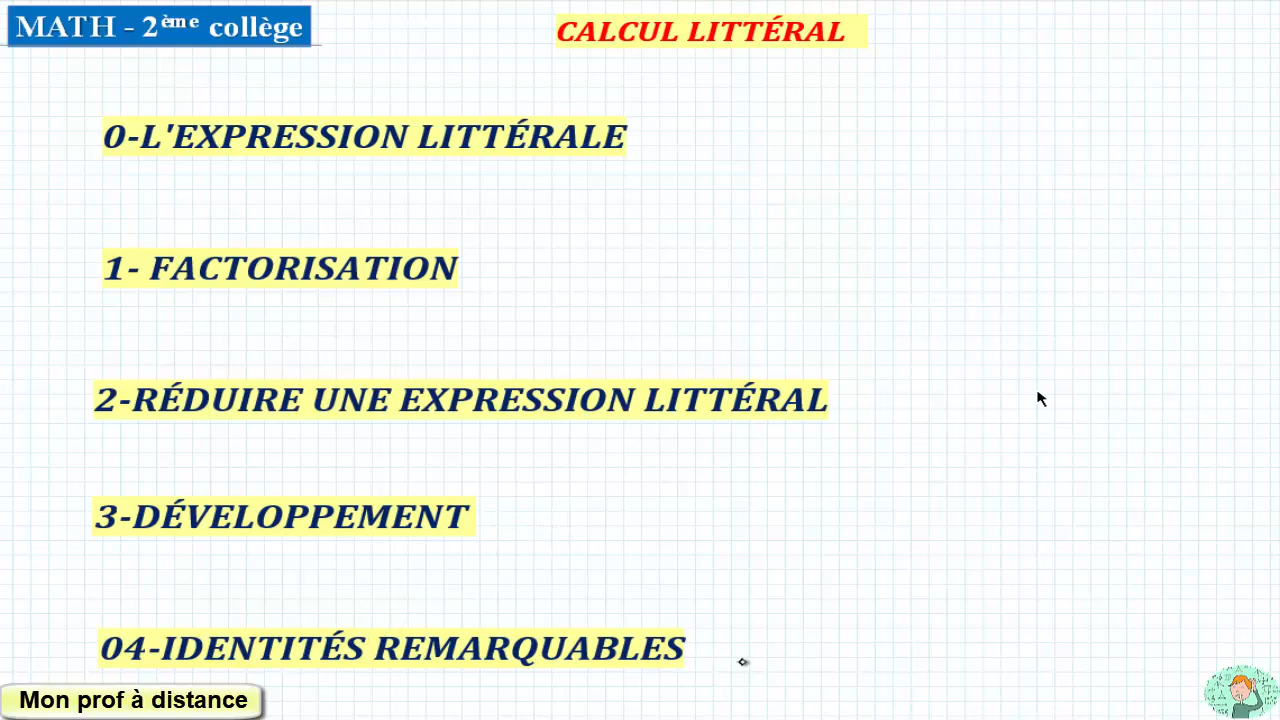 MATH - 2ème collège
CALCUL LITTÉRAL
0-L'EXPRESSION LITTÉRALE
1- FACTORISATION
2-RÉDUIRE UNE EXPRESSION LITTÉRAL
3-DÉVELOPPEMENT
04-IDENTITÉS REMARQUABLES
Mon prof à distance